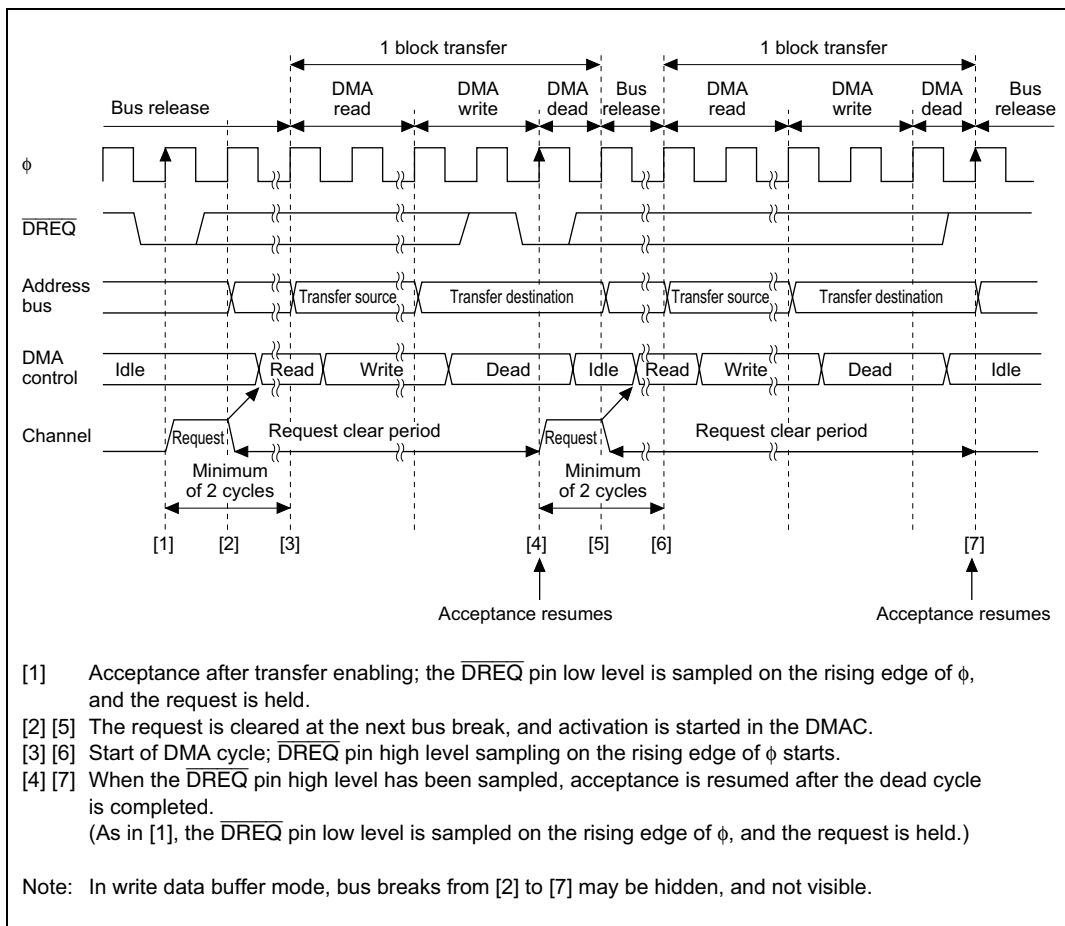 1 block transfer 1 block transfer
Bus release DMA read DMA write DMA dead Bus release DMA read DMA write DMA dead Bus release
φ
DREQ
Address bus Transfer source Transfer destination Transfer source Transfer destination
DMA control Idle Read Write Dead Idle Read Write Dead Idle
Channel Request Request clear period Request Request clear period
Minimum of 2 cycles Minimum of 2 cycles
[1] [2] [3] [4] [5] [6] [7]
Acceptance resumes Acceptance resumes
[1] Acceptance after transfer enabling; the DREQ pin low level is sampled on the rising edge of φ,
and the request is held.
[2] [5] The request is cleared at the next bus break, and activation is started in the DMAC.
[3] [6] Start of DMA cycle; DREQ pin high level sampling on the rising edge of φ starts.
[4] [7] When the DREQ pin high level has been sampled, acceptance is resumed after the dead cycle
is completed.
(As in [1], the DREQ pin low level is sampled on the rising edge of φ, and the request is held.)
Note: In write data buffer mode, bus breaks from [2] to [7] may be hidden, and not visible.